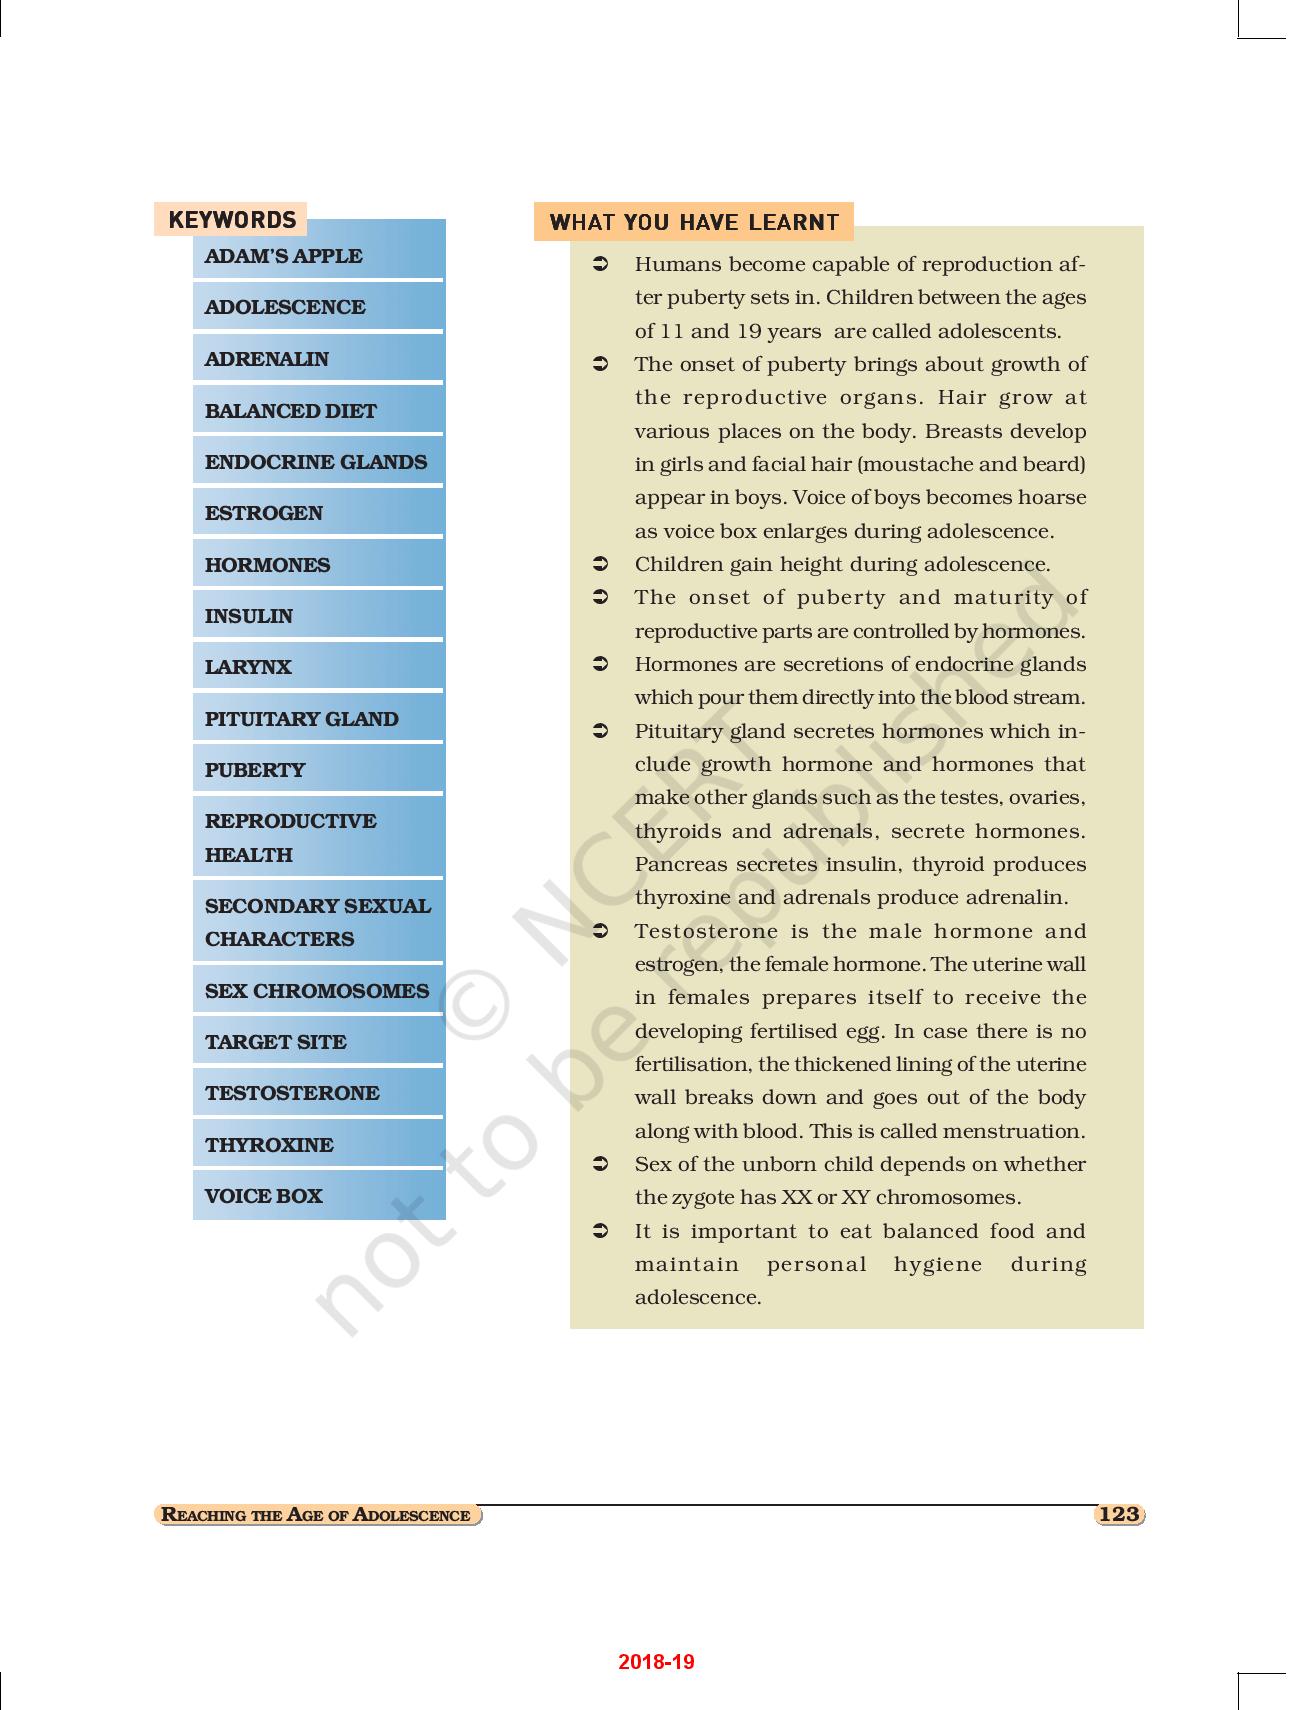 KEYWORDS
ADAM'S APPLE
ADOLESCENCE
ADRENALIN
BALANCED DIET
ENDOCRINE GLANDS
ESTROGEN
HORMONES
INSULIN
LARYNX
PITUITARY GLAND
PUBERTY
REPRODUCTIVE
HEALTH
SECONDARY SEXUAL
CHARACTERS
SEX CHROMOSOMES
TARGET SITE
TESTOSTERONE
THYROXINE
VOICE BOX
WHAT YOU HAVE LEARNT
➲ Humans become capable of reproduction af-
ter puberty sets in. Children between the ages
of 11 and 19 years are called adolescents.
➲ The onset of puberty brings about growth of
the reproductive organs. Hair grow at
various places on the body. Breasts develop
in girls and facial hair (moustache and beard)
appear in boys. Voice of boys becomes hoarse
as voice box enlarges during adolescence.
➲ Children gain height during adolescence.
➲ The onset of puberty and maturity of
reproductive parts are controlled by hormones.
➲ Hormones are secretions of endocrine glands
which pour them directly into the blood stream.
➲ Pituitary gland secretes hormones which in-
clude growth hormone and hormones that
make other glands such as the testes, ovaries,
thyroids and adrenals, secrete hormones.
Pancreas secretes insulin, thyroid produces
thyroxine and adrenals produce adrenalin.
➲ Testosterone is the male hormone and
estrogen, the female hormone. The uterine wall
in females prepares itself to receive the
developing fertilised egg. In case there is no
fertilisation, the thickened lining of the uterine
wall breaks down and goes out of the body
along with blood. This is called menstruation.
➲ Sex of the unborn child depends on whether
the zygote has XX or XY chromosomes.
➲ It is important to eat balanced food and
maintain personal hygiene during
adolescence.
© NCERT
not to be republished
REACHING THE AGE OF ADOLESCENCE
123
2018-19